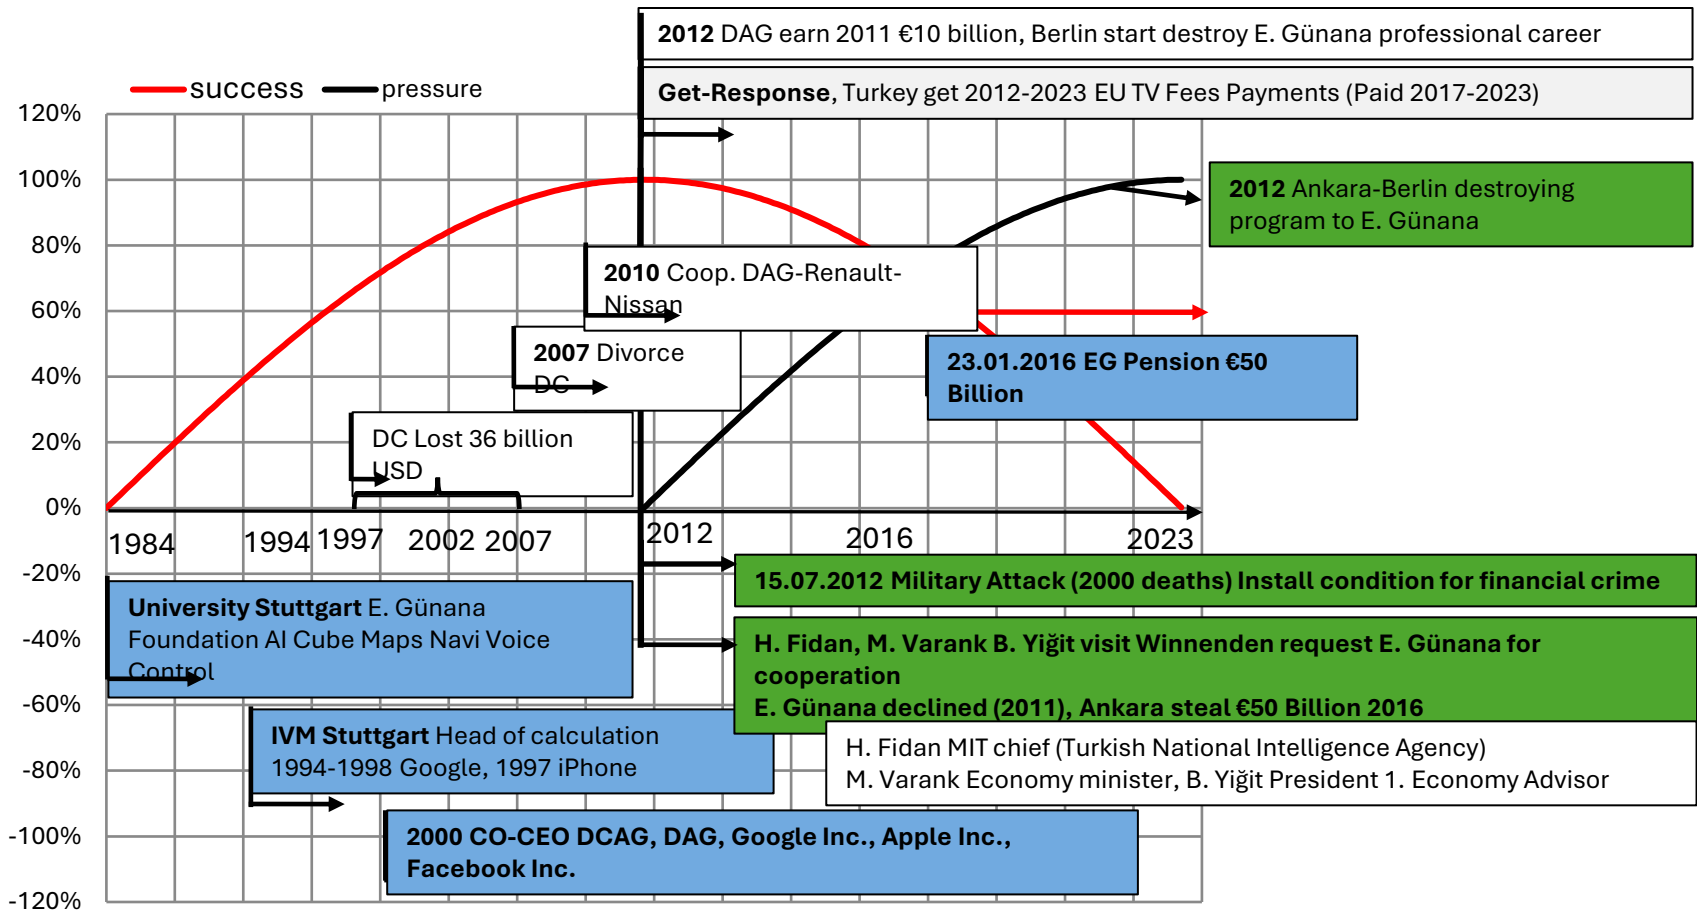 2012 DAG earn 2011 €10 billion, Berlin start destroy E. Günana professional career
Get-Response, Turkey get 2012-2023 EU TV Fees Payments (Paid 2017-2023)
success
pressure
120%
100%
80%
60%
40%
20%
0%
-20%
-40%
-60%
-80%
-100%
-120%
2012 Ankara-Berlin destroying
program to E. Günana
2010 Coop. DAG-Renault-
Nissan
2007 Divorce
DC
23.01.2016 EG Pension €50
Billion
DC Lost 36 billion
USD
1984
1994
1997
2002
2007
2012
2016
2023
15.07.2012 Military Attack (2000 deaths) Install condition for financial crime
University Stuttgart E. Günana
Foundation AI Cube Maps Navi Voice
Control
H. Fidan, M. Varank B. Yiğit visit Winnenden request E. Günana for
cooperation
E. Günana declined (2011), Ankara steal €50 Billion 2016
IVM Stuttgart Head of calculation
1994-1998 Google, 1997 iPhone
H. Fidan MIT chief (Turkish National Intelligence Agency)
M. Varank Economy minister, B. Yiğit President 1. Economy Advisor
2000 CO-CEO DCAG, DAG, Google Inc., Apple Inc.,
Facebook Inc.